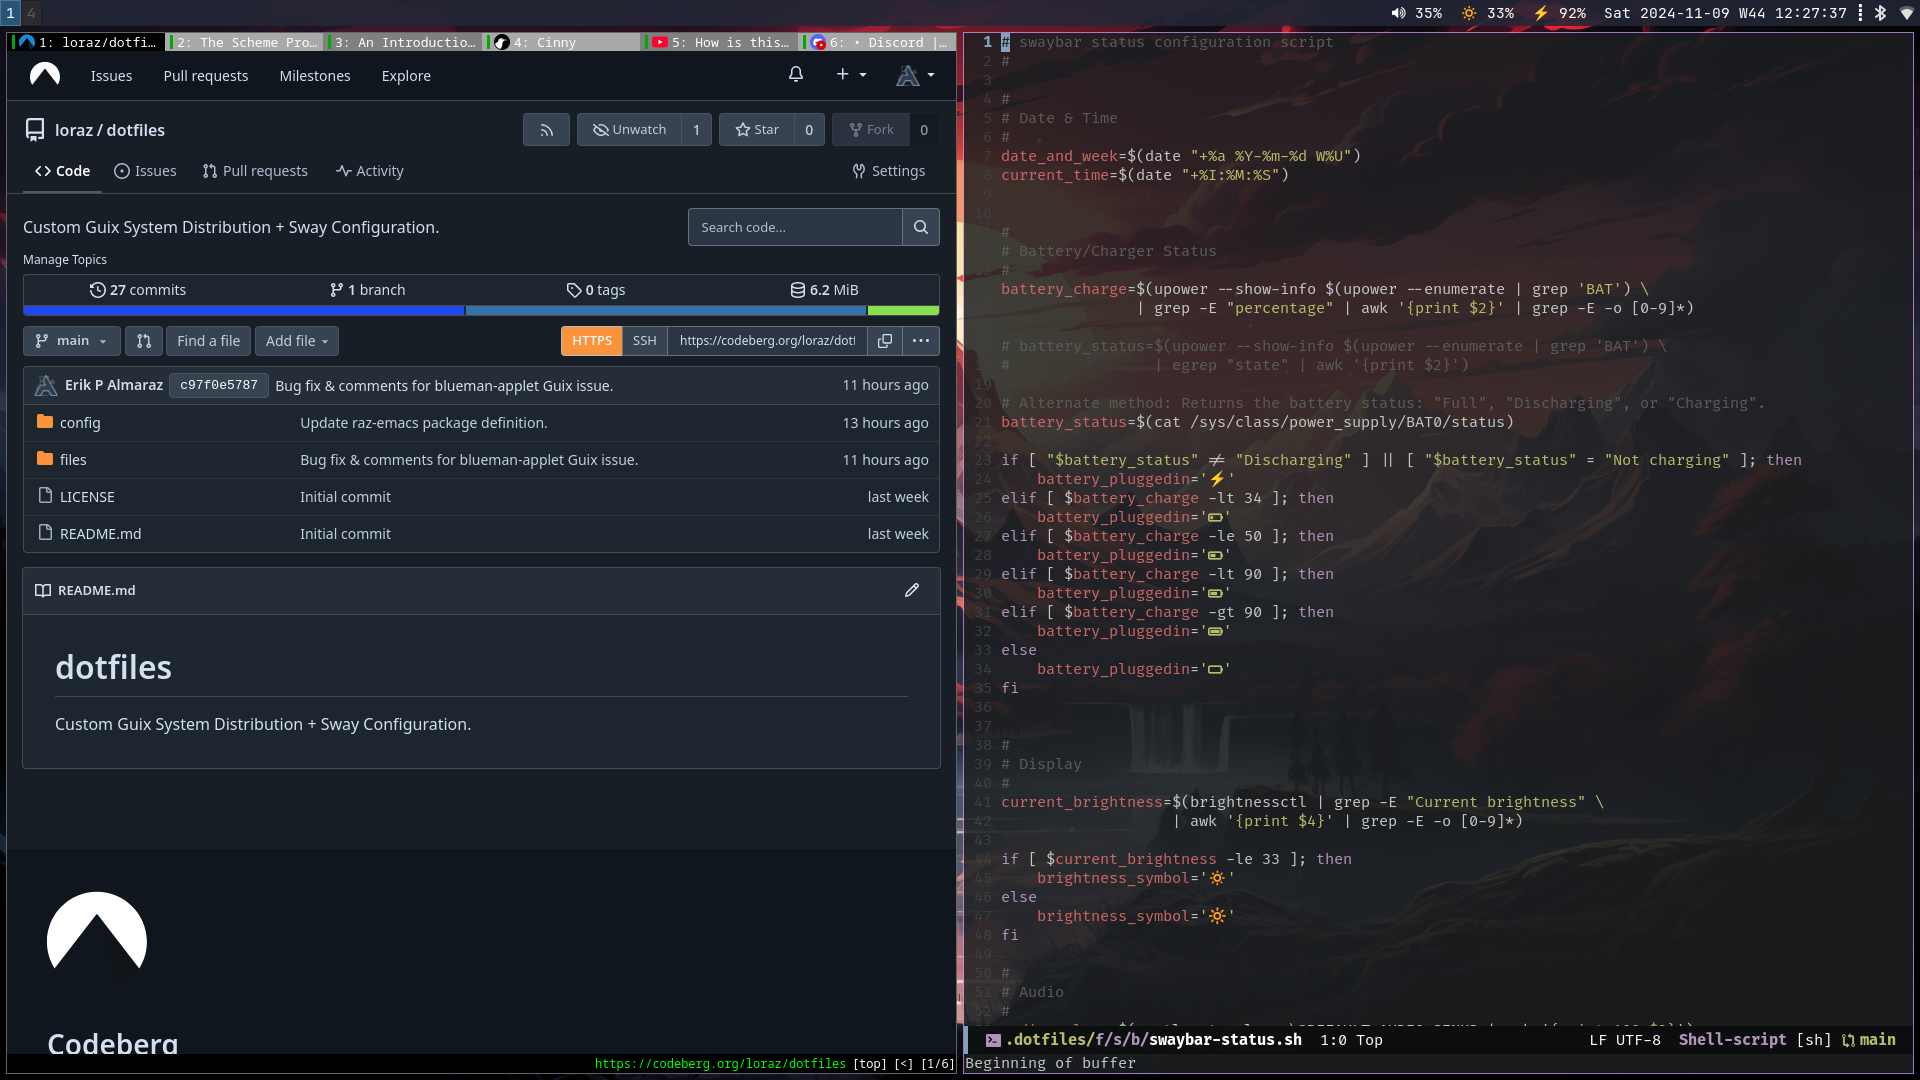 1 4 35% 33% 92% Sat 2024-11-09 W44 12:27:37
1: loraz/dotfi… 2: The Scheme Pro… 3: An Introductio… 4: Cinny 5: How is this… 6: • Discord |…
Issues Pull requests Milestones Explore
loraz / dotfiles Unwatch 1 Star 0 Fork 0
Code Issues Pull requests Activity Settings
Custom Guix System Distribution + Sway Configuration. Search code...
Manage Topics
27 commits 1 branch 0 tags 6.2 MiB
main Find a file Add file HTTPS SSH https://codeberg.org/loraz/dotf
Erik P Almaraz c97f0e5787 Bug fix & comments for blueman-applet Guix issue. 11 hours ago
config Update raz-emacs package definition. 13 hours ago
files Bug fix & comments for blueman-applet Guix issue. 11 hours ago
LICENSE Initial commit last week
README.md Initial commit last week
README.md
dotfiles
Custom Guix System Distribution + Sway Configuration.
Codeberg
https://codeberg.org/loraz/dotfiles [top] [<] [1/6]
1 # swaybar status configuration script
2 #
3
4 #
5 # Date & Time
6 #
7 date_and_week=$(date "+%a %Y-%m-%d W%U")
8 current_time=$(date "+%I:%M:%S")
9
10
#
# Battery/Charger Status
#
battery_charge=$(upower --show-info $(upower --enumerate | grep 'BAT') \
| grep -E "percentage" | awk '{print $2}' | grep -E -o [0-9]*)
# battery_status=$(upower --show-info $(upower --enumerate | grep 'BAT') \
# | egrep "state" | awk '{print $2}')
19
20 # Alternate method: Returns the battery status: "Full", "Discharging", or "Charging".
21 battery_status=$(cat /sys/class/power_supply/BAT0/status)
22
23 if [ "$battery_status" != "Discharging" ] || [ "$battery_status" = "Not charging" ]; then
24 battery_pluggedin='⚡'
25 elif [ $battery_charge -lt 34 ]; then
26 battery_pluggedin=''
27 elif [ $battery_charge -le 50 ]; then
28 battery_pluggedin=''
29 elif [ $battery_charge -lt 90 ]; then
30 battery_pluggedin=''
31 elif [ $battery_charge -gt 90 ]; then
32 battery_pluggedin=''
33 else
34 battery_pluggedin=''
35 fi
36
37
38 #
39 # Display
40 #
41 current_brightness=$(brightnessctl | grep -E "Current brightness" \
42 | awk '{print $4}' | grep -E -o [0-9]*)
43
44 if [ $current_brightness -le 33 ]; then
45 brightness_symbol='🔅'
46 else
47 brightness_symbol='🔆'
48 fi
49
50 #
51 # Audio
52 #
.dotfiles/f/s/b/swaybar-status.sh 1:0 Top LF UTF-8 Shell-script [sh] main
Beginning of buffer